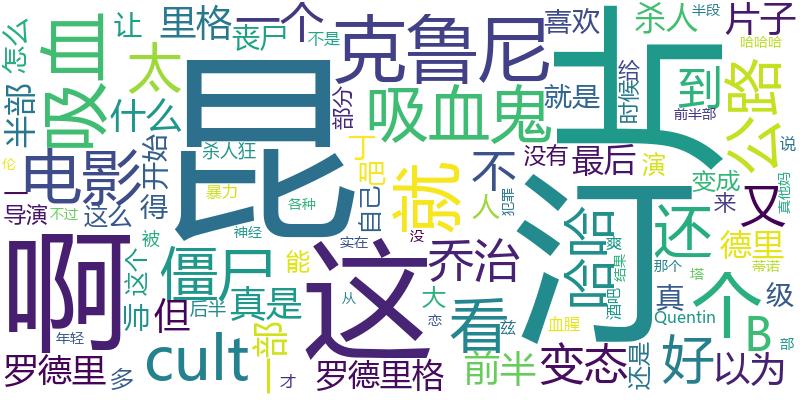 怎么
吸血
让
里格
丧尸
一个
克鲁尼
喜欢
杀人
半段
片子
哈哈哈
不是
半部
什么
太
昆
部分
吸血鬼
就是
时候
给
汀
到
公路
前半部
一
电影
得
开始
杀人狂
暴力
丁
吧
就
不
没有
最后
演
变成
说
伦
导演
不过
这么
各种
自己
人
犯罪
还
来
又
真他妈
啊
这个
被
僵尸
神经
能
这
实在
没
乔治
哈哈
爽
结果
那个
德里
蒂诺
帅
但
后半
真是
从
大
看
酒吧
塔
真
个
级
年轻
罗德里
多
cult
一部
才
罗德里格
恋
前半
兹
血腥
变态
还是
好
Quentin
B
以为
部